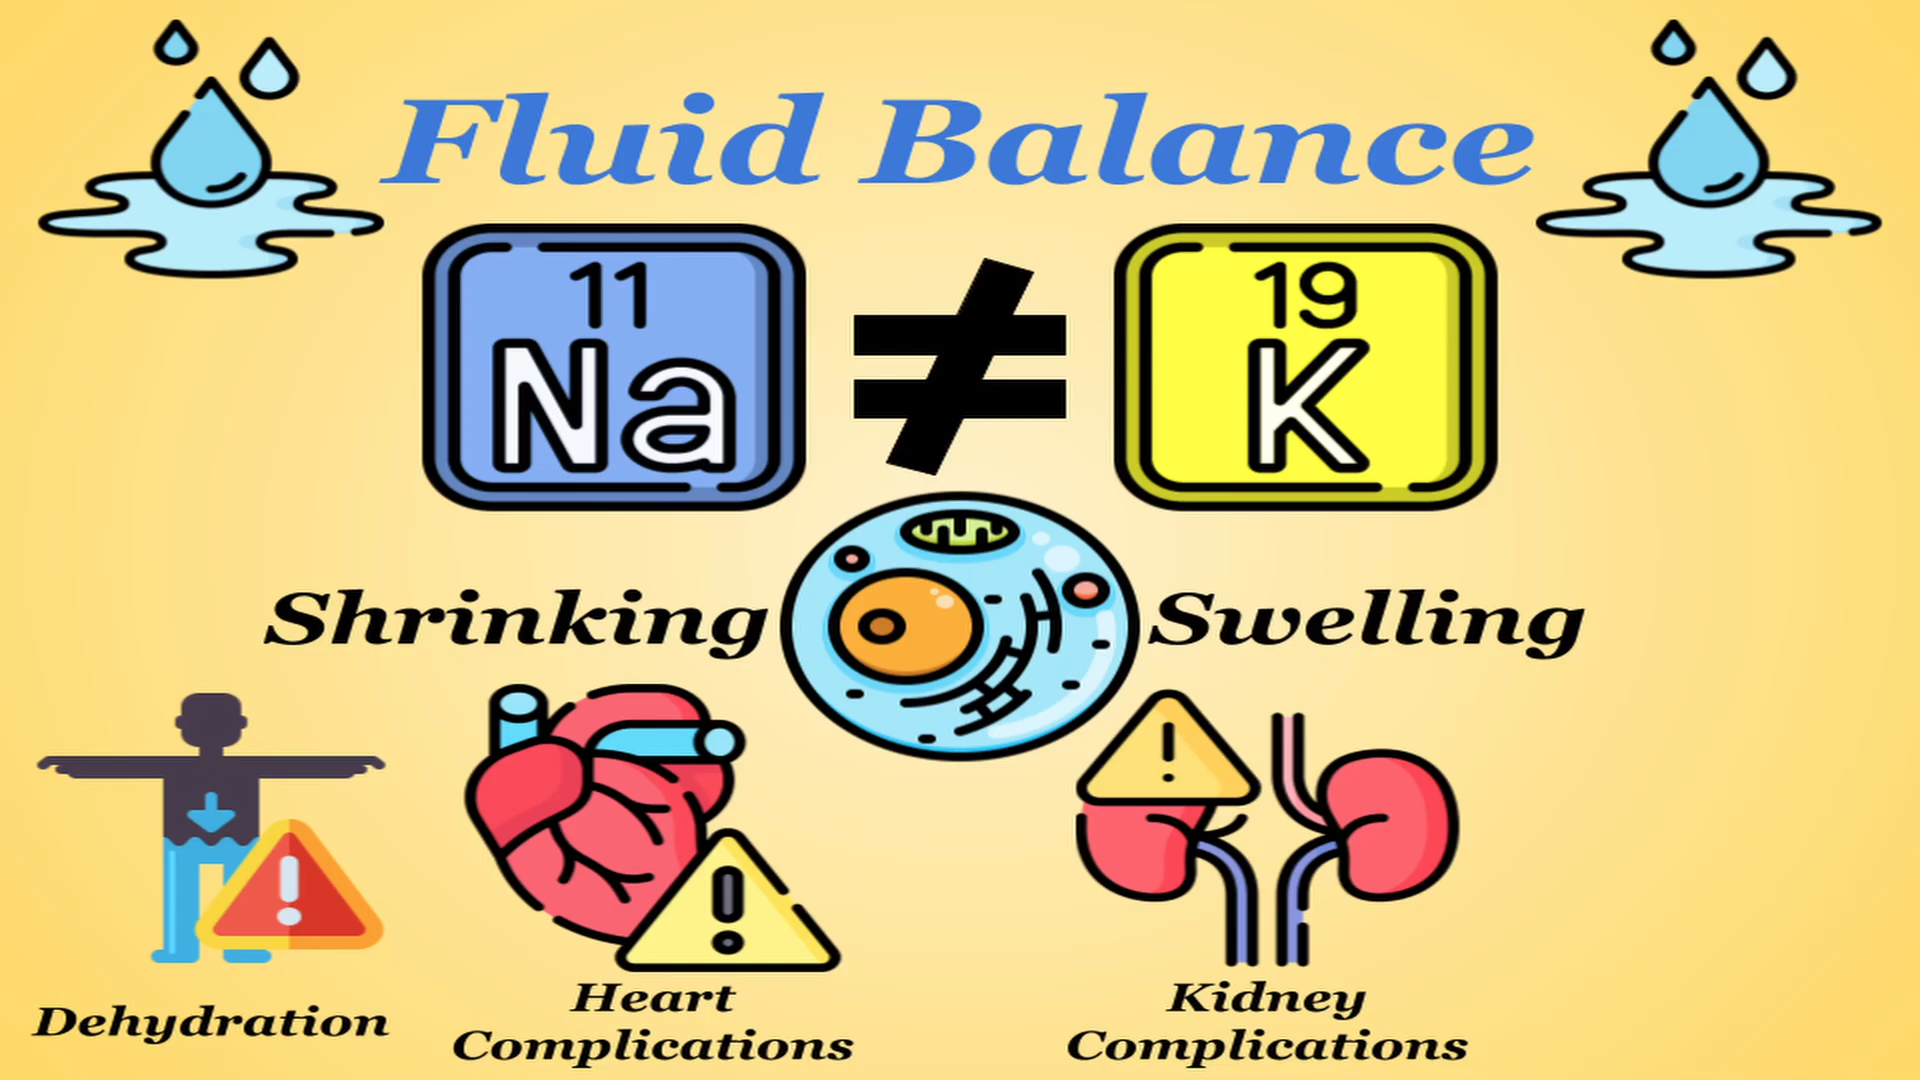 Fluid Balance
11
Na
≠
19
K
Shrinking
Swelling
Dehydration
Heart
Complications
Kidney
Complications